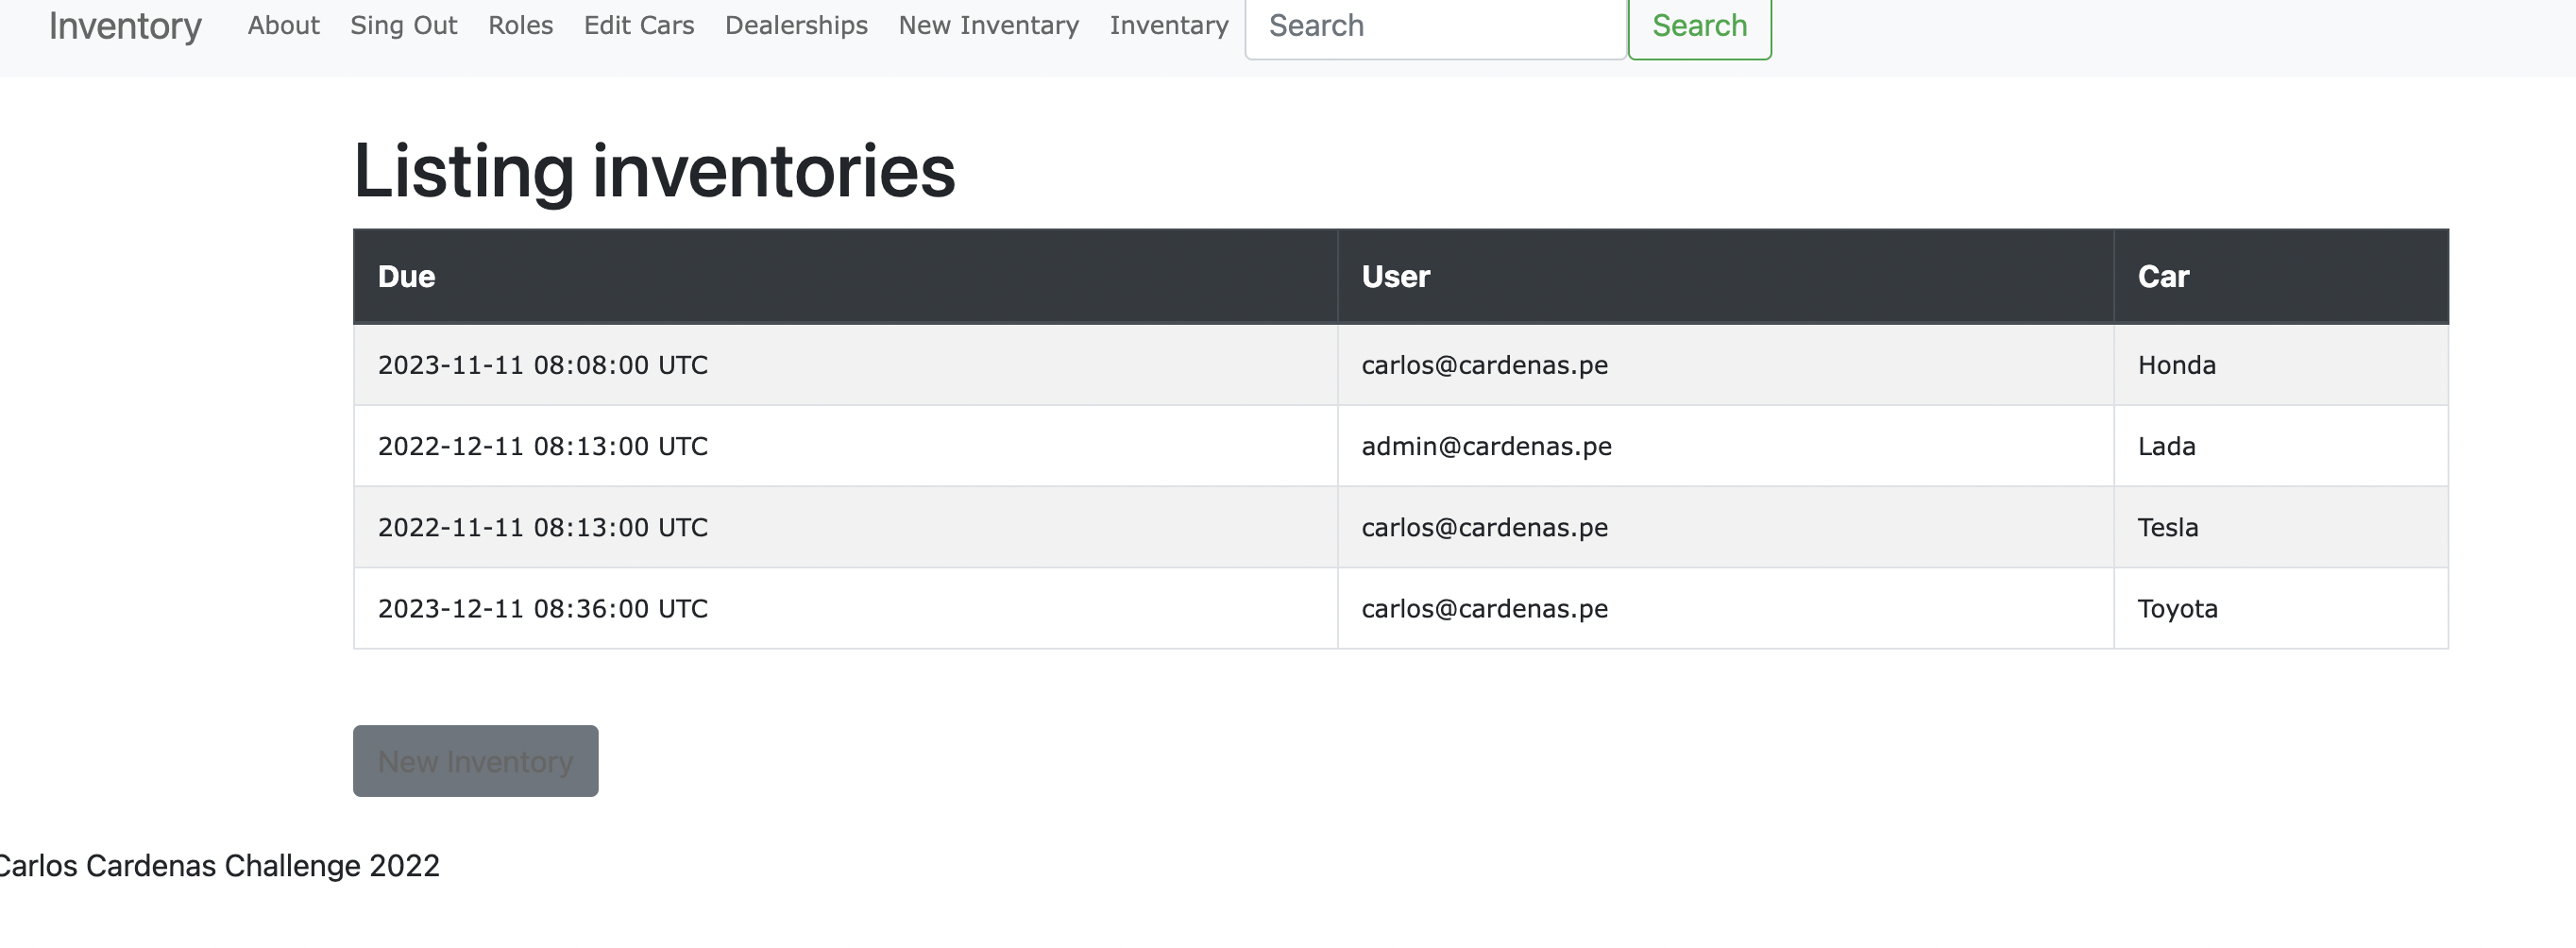 Inventory About Sing Out Roles Edit Cars Dealerships New Inventary Inventary Search Search
Listing inventories
Due User Car
2023-11-11 08:08:00 UTC carlos@cardenas.pe Honda
2022-12-11 08:13:00 UTC admin@cardenas.pe Lada
2022-11-11 08:13:00 UTC carlos@cardenas.pe Tesla
2023-12-11 08:36:00 UTC carlos@cardenas.pe Toyota
New Inventory
Carlos Cardenas Challenge 2022